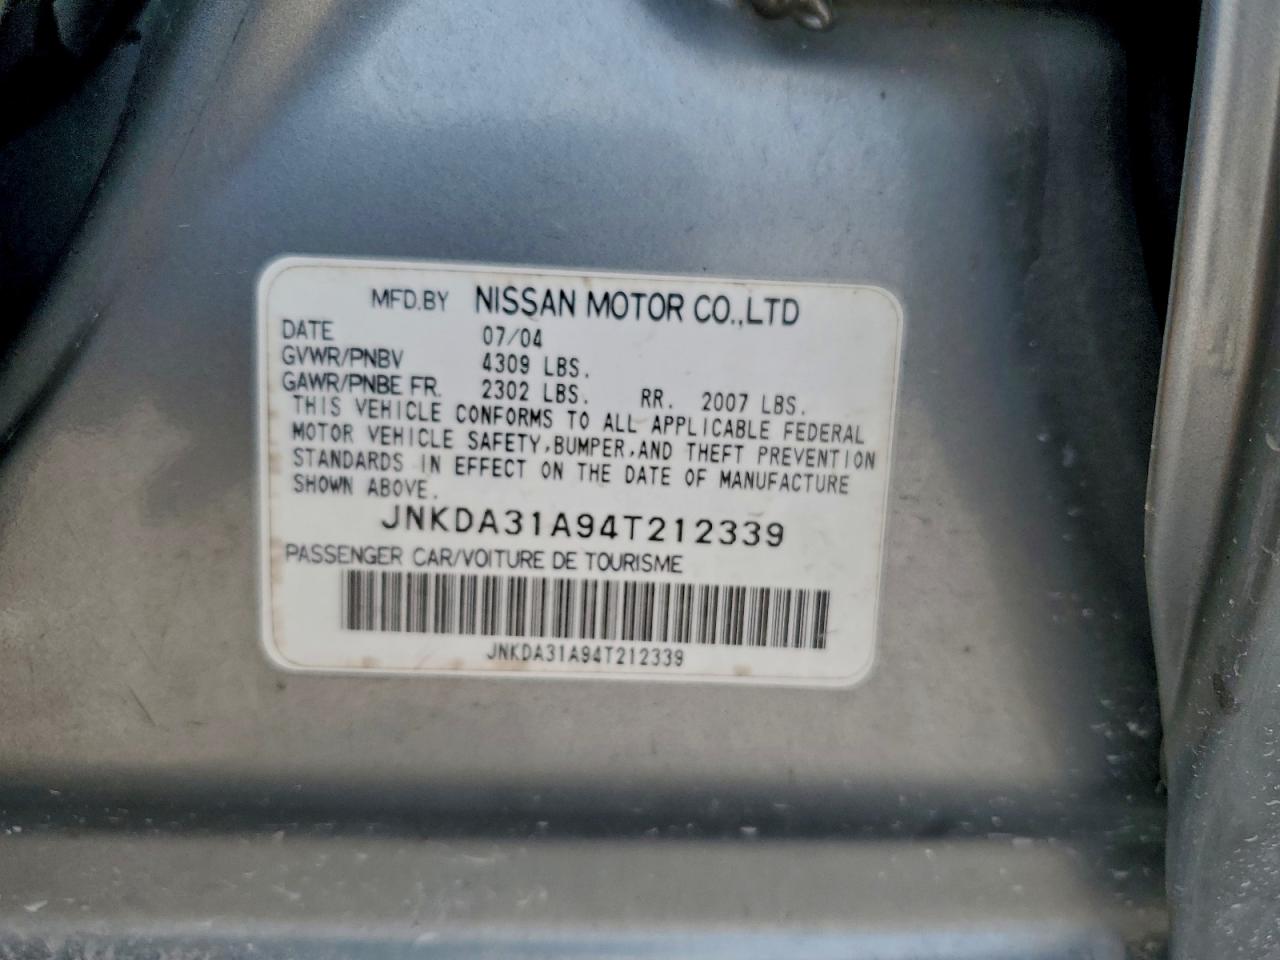 MFD.BY NISSAN MOTOR CO.,LTD
DATE 07/04
GVWR/PNBV 4309 LBS.
GAWR/PNBE FR. 2302 LBS. RR. 2007 LBS.
THIS VEHICLE CONFORMS TO ALL APPLICABLE FEDERAL
MOTOR VEHICLE SAFETY,BUMPER,AND THEFT PREVENTION
STANDARDS IN EFFECT ON THE DATE OF MANUFACTURE
SHOWN ABOVE.
JNKDA31A94T212339
PASSENGER CAR/VOITURE DE TOURISME
JNKDA31A94T212339